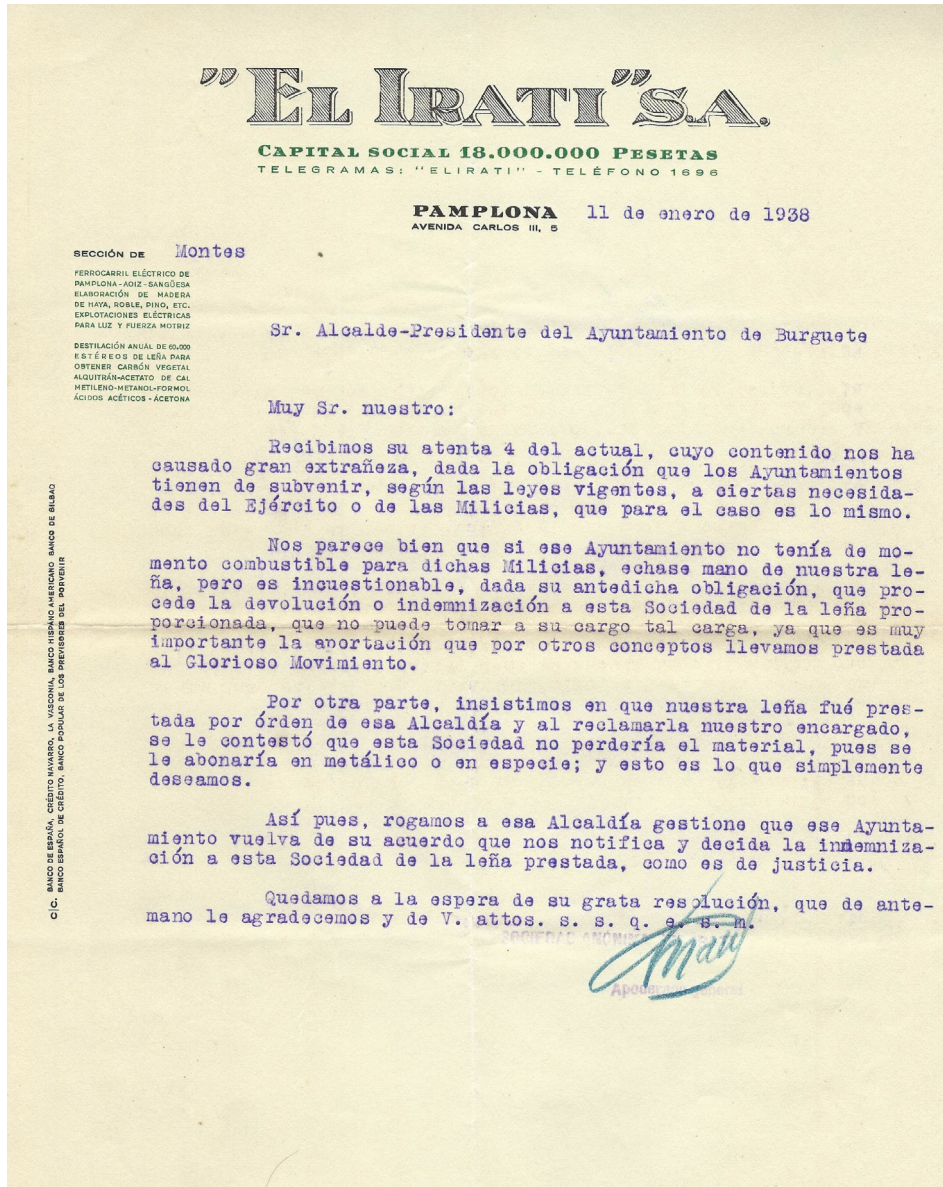 "EL IRATI" S.A.
CAPITAL SOCIAL 18.000.000 PESETAS
TELEGRAMAS: "ELIRATI" - TELÉFONO 1696
PAMPLONA 11 de enero de 1938
AVENIDA CARLOS III, 5
SECCIÓN DE Montes
FERROCARRIL ELÉCTRICO DE
PAMPLONA-AOIZ-SANGÜESA
ELABORACIÓN DE MADERA
DE HAYA, ROBLE, PINO, ETC.
EXPLOTACIONES ELÉCTRICAS
PARA LUZ Y FUERZA MOTRIZ
DESTILACIÓN ANUAL DE 60.000
ESTÉREOS DE LEÑA PARA
OBTENER CARBÓN VEGETAL
ALQUITRÁN-ACETATO DE CAL
METILENO-METANOL-FORMOL
ÁCIDOS ACÉTICOS - ACETONA
Sr. Alcalde-Presidente del Ayuntamiento de Burguete
Muy Sr. nuestro:
Recibimos su atenta 4 del actual, cuyo contenido nos ha
causado gran extrañeza, dada la obligación que los Ayuntamientos
tienen de subvenir, según las leyes vigentes, a ciertas necesida-
des del Ejército o de las Milicias, que para el caso es lo mismo.
Nos parece bien que si ese Ayuntamiento no tenía de mo-
mento combustible para dichas Milicias, echase mano de nuestra le-
ña, pero es incuestionable, dada su antedicha obligación, que pro-
cede la devolución o indemnización a esta Sociedad de la leña pro-
porcionada, que no puede tomar a su cargo tal carga, ya que es muy
importante la aportación que por otros conceptos llevamos prestada
al Glorioso Movimiento.
Por otra parte, insistimos en que nuestra leña fué pres-
tada por órden de esa Alcaldía y al reclamarla nuestro encargado,
se le contestó que esta Sociedad no perdería el material, pues se
le abonaría en metálico o en especie; y esto es lo que simplemente
deseamos.
Así pues, rogamos a esa Alcaldía gestione que ese Ayunta-
miento vuelva de su acuerdo que nos notifica y decida la indemniza-
ción a esta Sociedad de la leña prestada, como es de justicia.
Quedamos a la espera de su grata resolución, que de ante-
mano le agradecemos y de V. attos. s. s. q. e. s. m.
SOCIEDAD ANÓNIMA
Apoderado general
C/C. BANCO DE ESPAÑA, CRÉDITO NAVARRO, LA VASCONIA, BANCO HISPANO AMERICANO BANCO DE BILBAO
BANCO ESPAÑOL DE CRÉDITO, BANCO POPULAR DE LOS PREVISORES DEL PORVENIR